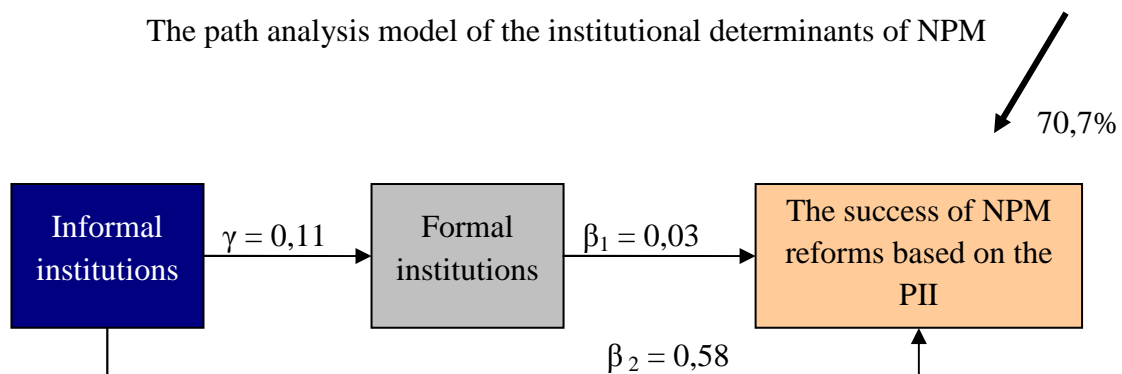 The path analysis model of the institutional determinants of NPM
70,7%
Informal
institutions
γ = 0,11
Formal
institutions
β₁ = 0,03
The success of NPM
reforms based on the
PII
β ₂ = 0,58